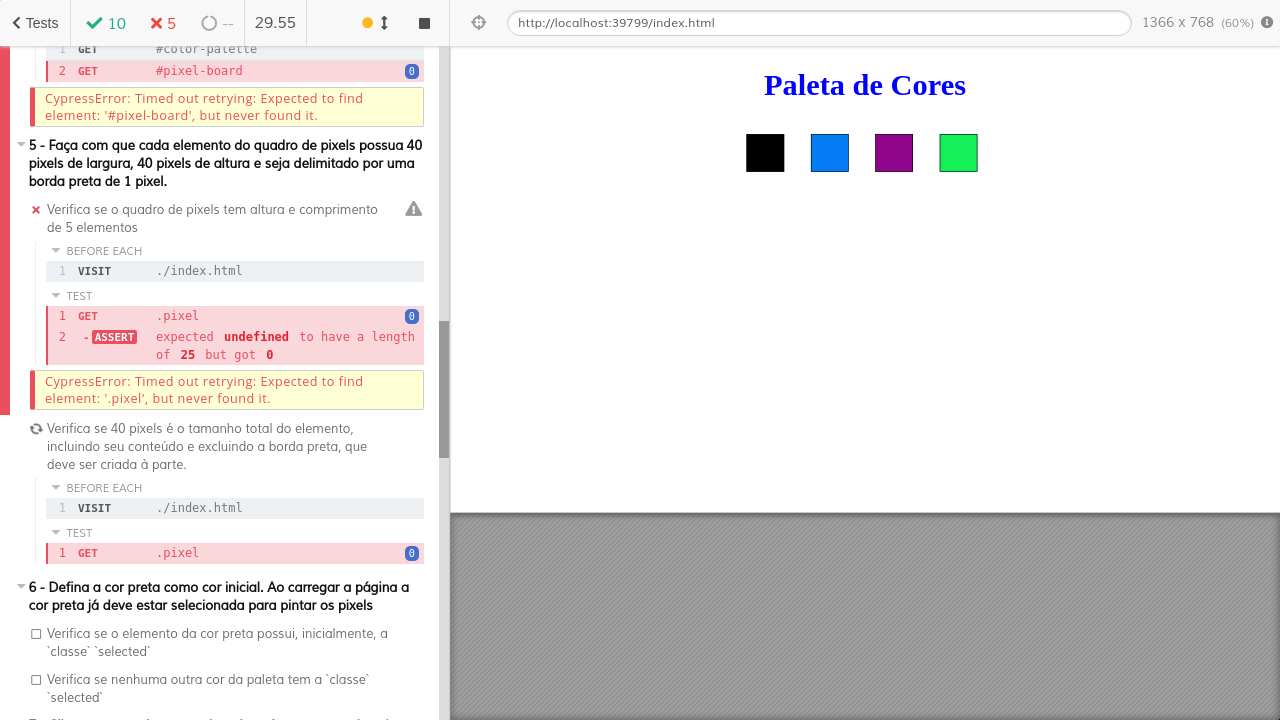 Tests
10
5
--
29.55
http://localhost:39799/index.html
1366 x 768 (60%)
1 GET #color-palette
2 GET #pixel-board 0
CypressError: Timed out retrying: Expected to find
element: '#pixel-board', but never found it.
5 - Faça com que cada elemento do quadro de pixels possua 40
pixels de largura, 40 pixels de altura e seja delimitado por uma
borda preta de 1 pixel.
Verifica se o quadro de pixels tem altura e comprimento
de 5 elementos
BEFORE EACH
1 VISIT ./index.html
TEST
1 GET .pixel 0
2 -ASSERT expected undefined to have a length
of 25 but got 0
CypressError: Timed out retrying: Expected to find
element: '.pixel', but never found it.
Verifica se 40 pixels é o tamanho total do elemento,
incluindo seu conteúdo e excluindo a borda preta, que
deve ser criada à parte.
BEFORE EACH
1 VISIT ./index.html
TEST
1 GET .pixel 0
6 - Defina a cor preta como cor inicial. Ao carregar a página a
cor preta já deve estar selecionada para pintar os pixels
Verifica se o elemento da cor preta possui, inicialmente, a
`classe` `selected`
Verifica se nenhuma outra cor da paleta tem a `classe`
`selected`
Paleta de Cores